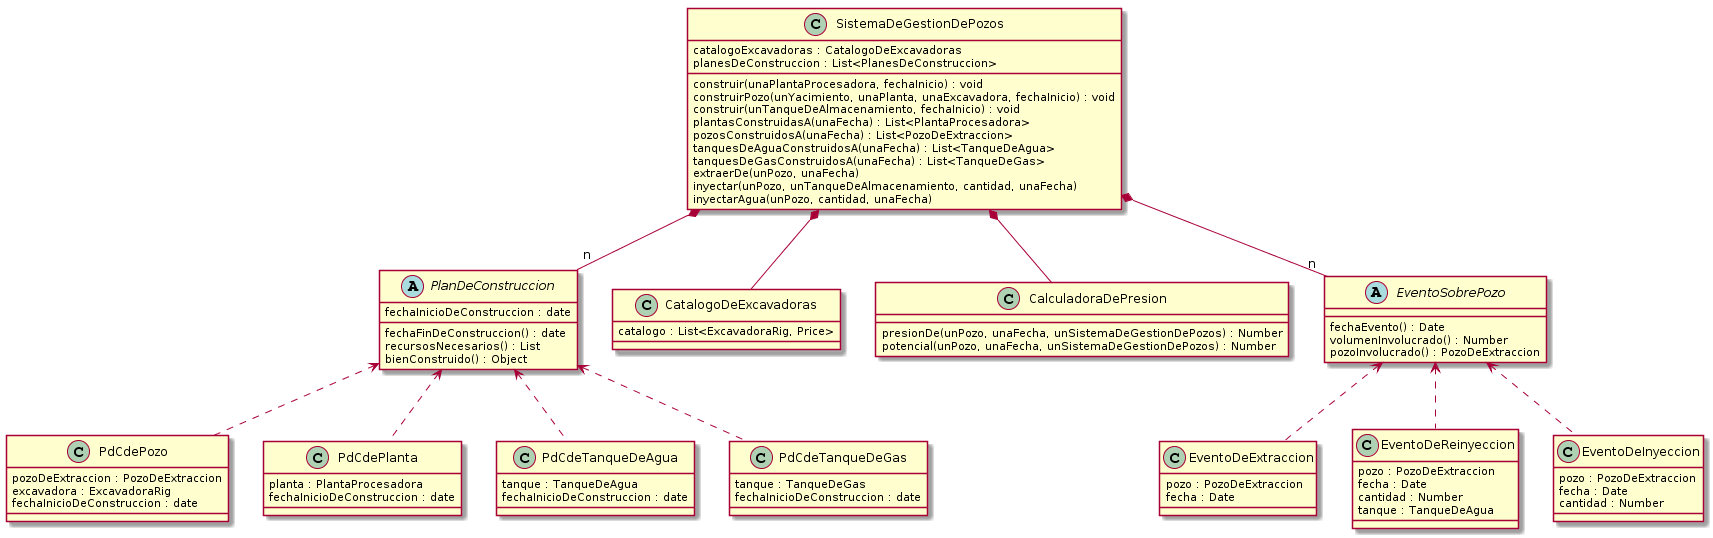 C SistemaDeGestionDePozos
catalogoExcavadoras : CatalogoDeExcavadoras
planesDeConstruccion : List<PlanesDeConstruccion>
construir(unaPlantaProcesadora, fechaInicio) : void
construirPozo(unYacimiento, unaPlanta, unaExcavadora, fechaInicio) : void
construir(unTanqueDeAlmacenamiento, fechaInicio) : void
plantasConstruidasA(unaFecha) : List<PlantaProcesadora>
pozosConstruidosA(unaFecha) : List<PozoDeExtraccion>
tanquesDeAguaConstruidosA(unaFecha) : List<TanqueDeAgua>
tanquesDeGasConstruidosA(unaFecha) : List<TanqueDeGas>
extraerDe(unPozo, unaFecha)
inyectar(unPozo, unTanqueDeAlmacenamiento, cantidad, unaFecha)
inyectarAgua(unPozo, cantidad, unaFecha)
n
n
A PlanDeConstruccion
fechaInicioDeConstruccion : date
fechaFinDeConstruccion() : date
recursosNecesarios() : List
bienConstruido() : Object
C CatalogoDeExcavadoras
catalogo : List<ExcavadoraRig, Price>
C CalculadoraDePresion
presionDe(unPozo, unaFecha, unSistemaDeGestionDePozos) : Number
potencial(unPozo, unaFecha, unSistemaDeGestionDePozos) : Number
A EventoSobrePozo
fechaEvento() : Date
volumenInvolucrado() : Number
pozoInvolucrado() : PozoDeExtraccion
C PdCdePozo
pozoDeExtraccion : PozoDeExtraccion
excavadora : ExcavadoraRig
fechaInicioDeConstruccion : date
C PdCdePlanta
planta : PlantaProcesadora
fechaInicioDeConstruccion : date
C PdCdeTanqueDeAgua
tanque : TanqueDeAgua
fechaInicioDeConstruccion : date
C PdCdeTanqueDeGas
tanque : TanqueDeGas
fechaInicioDeConstruccion : date
C EventoDeExtraccion
pozo : PozoDeExtraccion
fecha : Date
C EventoDeReinyeccion
pozo : PozoDeExtraccion
fecha : Date
cantidad : Number
tanque : TanqueDeAgua
C EventoDeInyeccion
pozo : PozoDeExtraccion
fecha : Date
cantidad : Number